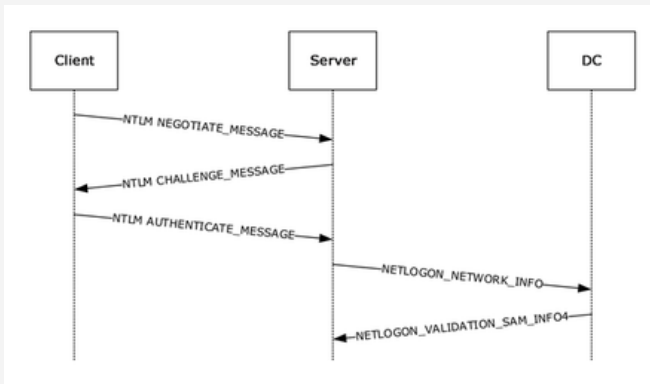 Client
Server
DC
NTLM NEGOTIATE_MESSAGE
NTLM CHALLENGE_MESSAGE
NTLM AUTHENTICATE_MESSAGE
NETLOGON_NETWORK_INFO
NETLOGON_VALIDATION_SAM_INFO4